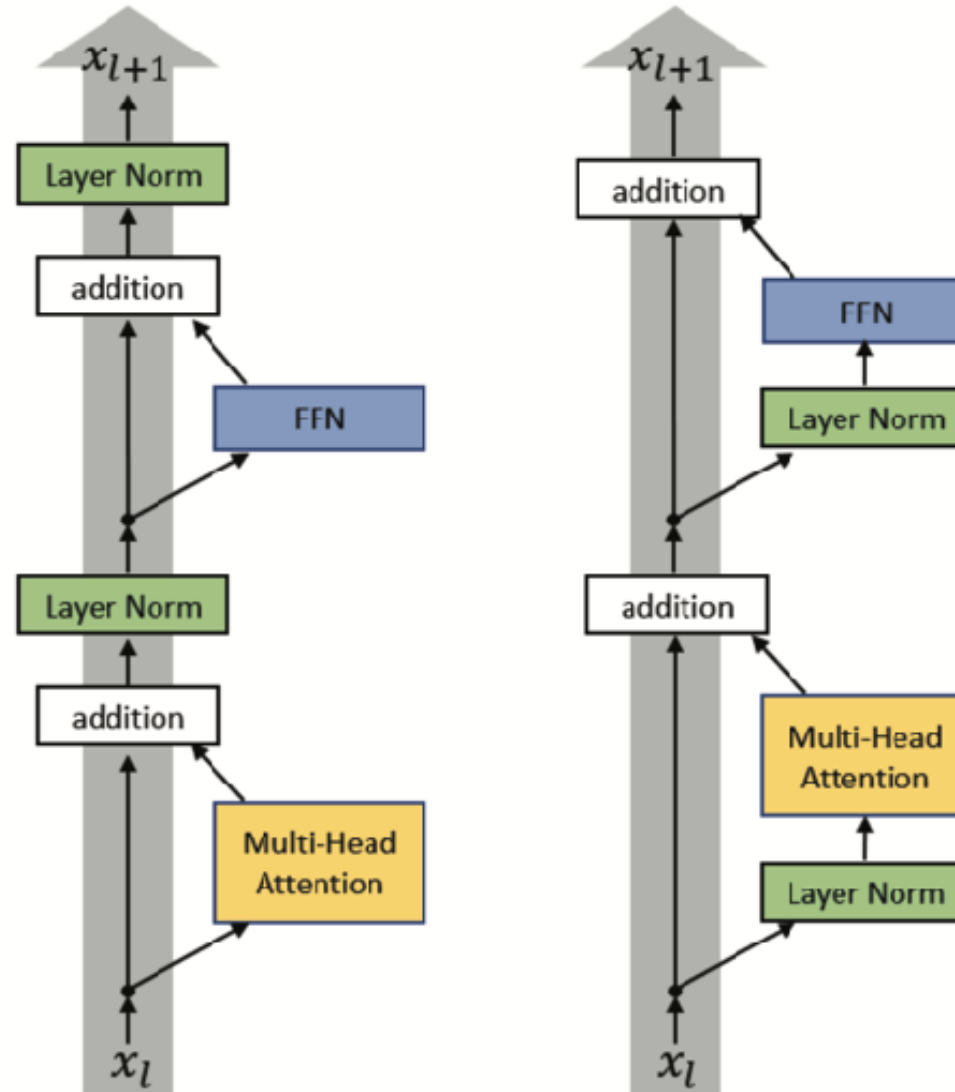 x_{l+1}
Layer Norm
addition
FFN
Layer Norm
addition
Multi-Head
Attention
x_l
x_{l+1}
addition
FFN
Layer Norm
addition
Multi-Head
Attention
Layer Norm
x_l